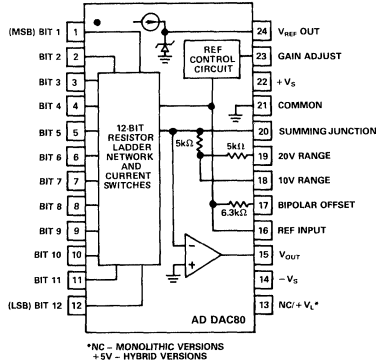 (MSB) BIT 1 1
BIT 2 2
BIT 3 3
BIT 4 4
BIT 5 5
BIT 6 6
BIT 7 7
BIT 8 8
BIT 9 9
BIT 10 10
BIT 11 11
(LSB) BIT 12 12
12-BIT
RESISTOR
LADDER
NETWORK
AND
CURRENT
SWITCHES
REF
CONTROL
CIRCUIT
5kΩ
5kΩ
6.3kΩ
–
+
AD DAC80
24 VREF OUT
23 GAIN ADJUST
22 +VS
21 COMMON
20 SUMMING JUNCTION
19 20V RANGE
18 10V RANGE
17 BIPOLAR OFFSET
16 REF INPUT
15 VOUT
14 –VS
13 NC/+VL*
*NC – MONOLITHIC VERSIONS
+5V – HYBRID VERSIONS